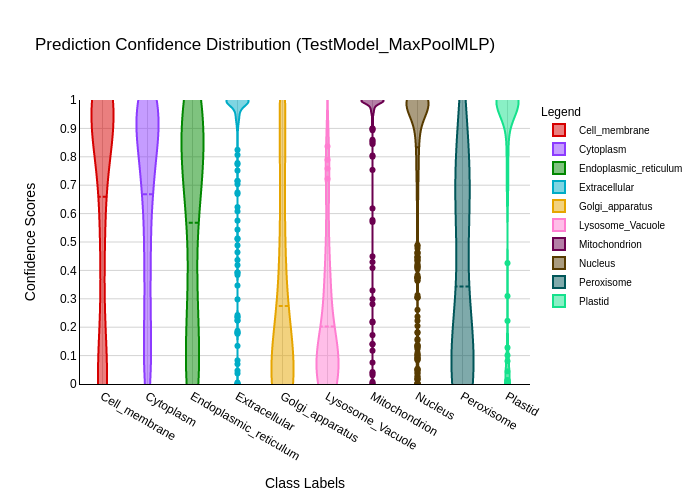 Prediction Confidence Distribution (TestModel_MaxPoolMLP)
Legend
Cell_membrane
Cytoplasm
Endoplasmic_reticulum
Extracellular
Golgi_apparatus
Lysosome_Vacuole
Mitochondrion
Nucleus
Peroxisome
Plastid
Confidence Scores
1
0.9
0.8
0.7
0.6
0.5
0.4
0.3
0.2
0.1
0
Cell_membrane
Cytoplasm
Endoplasmic_reticulum
Extracellular
Golgi_apparatus
Lysosome_Vacuole
Mitochondrion
Nucleus
Peroxisome
Plastid
Class Labels